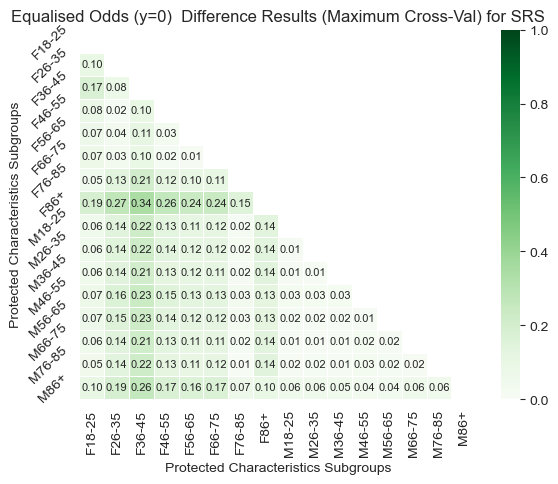 Equalised Odds (y=0)  Difference Results (Maximum Cross-Val) for SRS
Protected Characteristics Subgroups
F18-25
F26-35 0.10
F36-45 0.17 0.08
F46-55 0.08 0.02 0.10
F56-65 0.07 0.04 0.11 0.03
F66-75 0.07 0.03 0.10 0.02 0.01
F76-85 0.05 0.13 0.21 0.12 0.10 0.11
F86+ 0.19 0.27 0.34 0.26 0.24 0.24 0.15
M18-25 0.06 0.14 0.22 0.13 0.11 0.12 0.02 0.14
M26-35 0.06 0.14 0.22 0.14 0.12 0.12 0.02 0.14 0.01
M36-45 0.06 0.14 0.21 0.13 0.12 0.11 0.02 0.14 0.01 0.01
M46-55 0.07 0.16 0.23 0.15 0.13 0.13 0.03 0.13 0.03 0.03 0.03
M56-65 0.07 0.15 0.23 0.14 0.12 0.12 0.03 0.13 0.02 0.02 0.02 0.01
M66-75 0.06 0.14 0.21 0.13 0.11 0.11 0.02 0.14 0.01 0.01 0.01 0.02 0.02
M76-85 0.05 0.14 0.22 0.13 0.11 0.12 0.01 0.14 0.02 0.02 0.01 0.03 0.02 0.02
M86+ 0.10 0.19 0.26 0.17 0.16 0.17 0.07 0.10 0.06 0.06 0.05 0.04 0.04 0.06 0.06
F18-25 F26-35 F36-45 F46-55 F56-65 F66-75 F76-85 F86+ M18-25 M26-35 M36-45 M46-55 M56-65 M66-75 M76-85 M86+
Protected Characteristics Subgroups
1.0
0.8
0.6
0.4
0.2
0.0